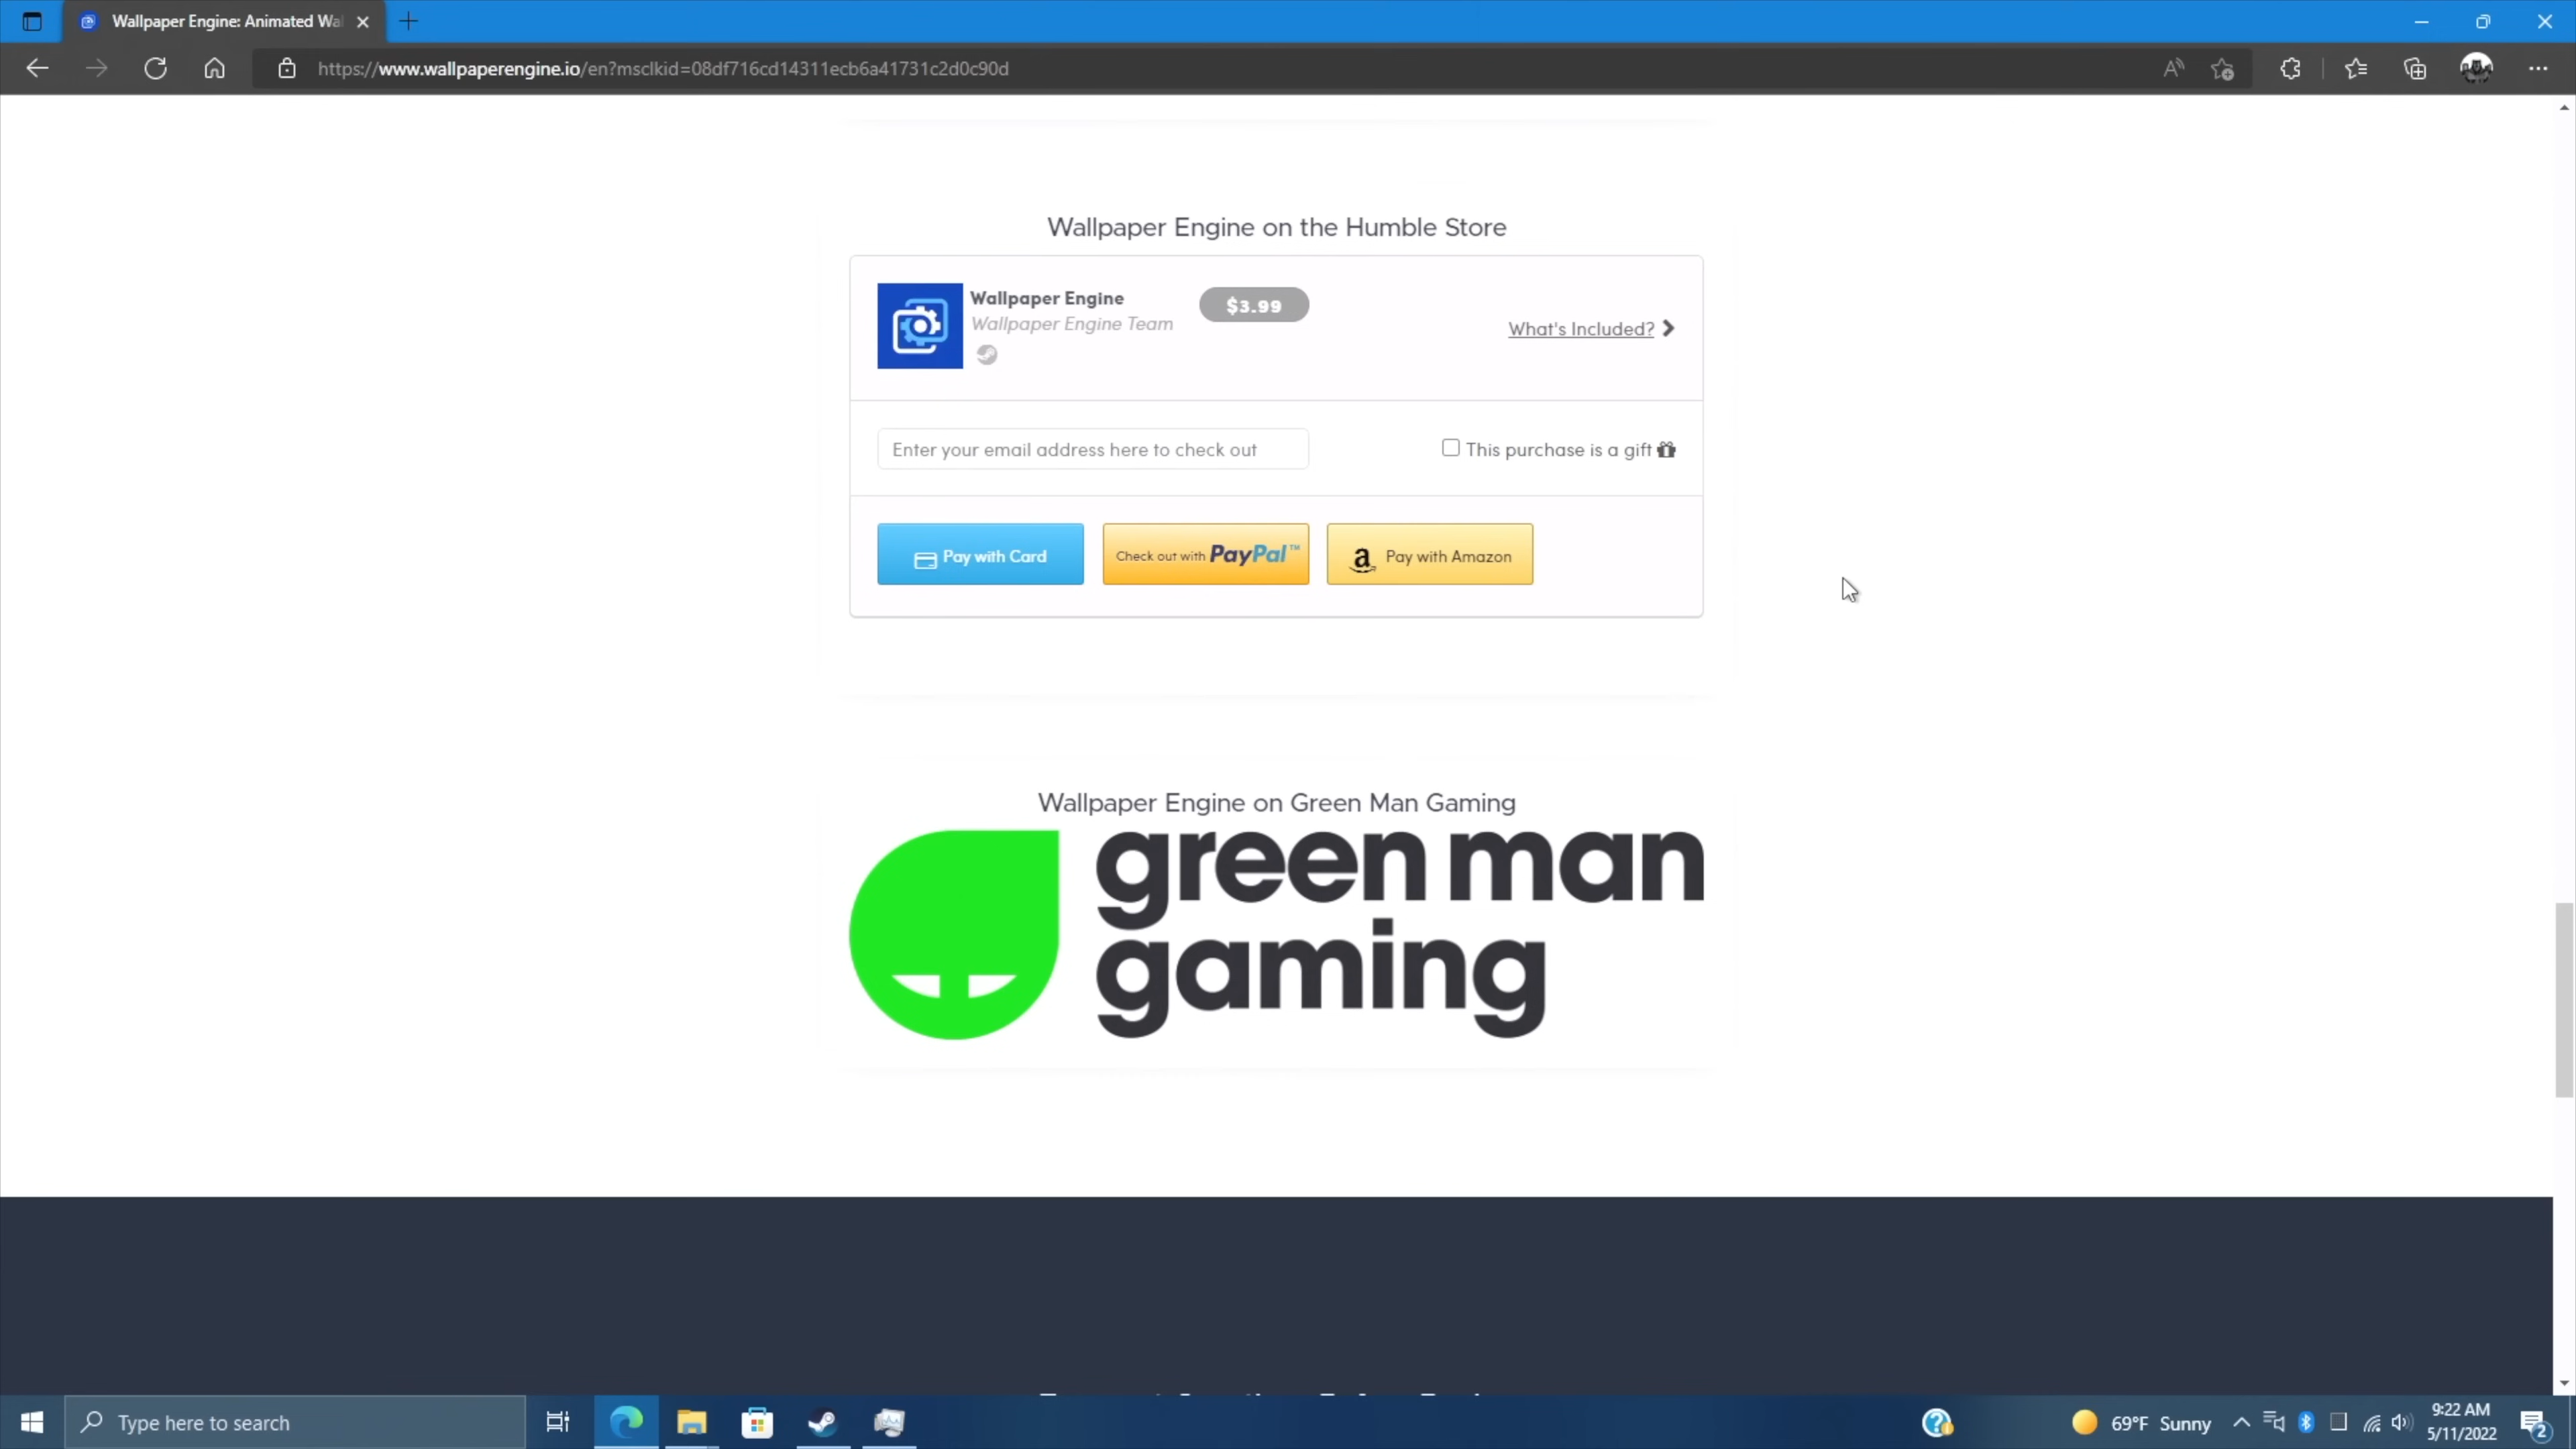 Wallpaper Engine: Animated Wal
https://www.wallpaperengine.io/en?msclkid=08df716cd14311ecb6a41731c2d0c90d
Wallpaper Engine on the Humble Store
Wallpaper Engine
$3.99
Wallpaper Engine Team
What's Included?
Enter your email address here to check out
This purchase is a gift
Pay with Card
Check out with PayPal™
a Pay with Amazon
Wallpaper Engine on Green Man Gaming
green man
gaming
Type here to search
69°F Sunny
9:22 AM
5/11/2022
2